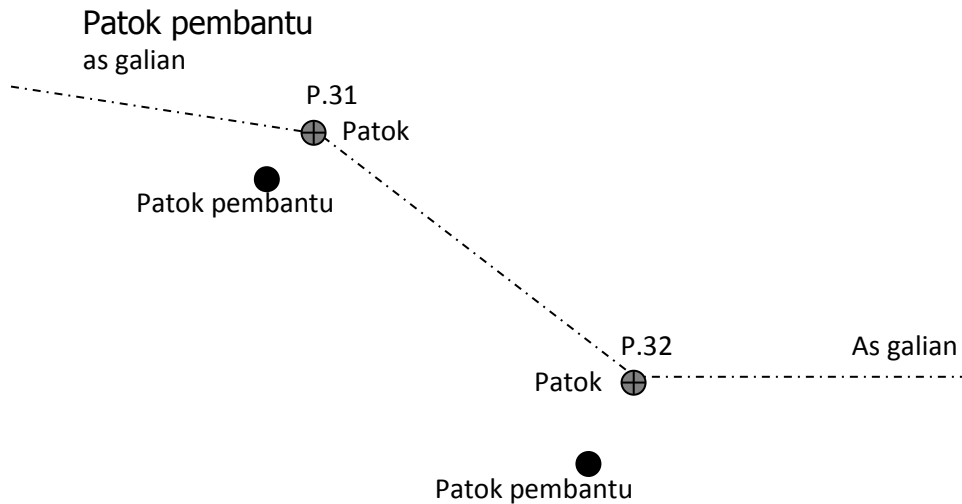 Patok pembantu
as galian
P.31
Patok
Patok pembantu
P.32
As galian
Patok
Patok pembantu